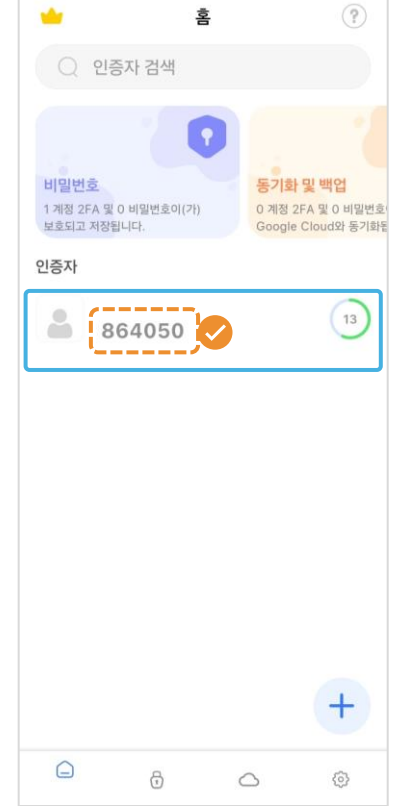 홈
?
인증자 검색
비밀번호
1 계정 2FA 및 0 비밀번호이(가)
보호되고 저장됩니다.
동기화 및 백업
0 계정 2FA 및 0 비밀번호
Google Cloud와 동기화
인증자
864050
13